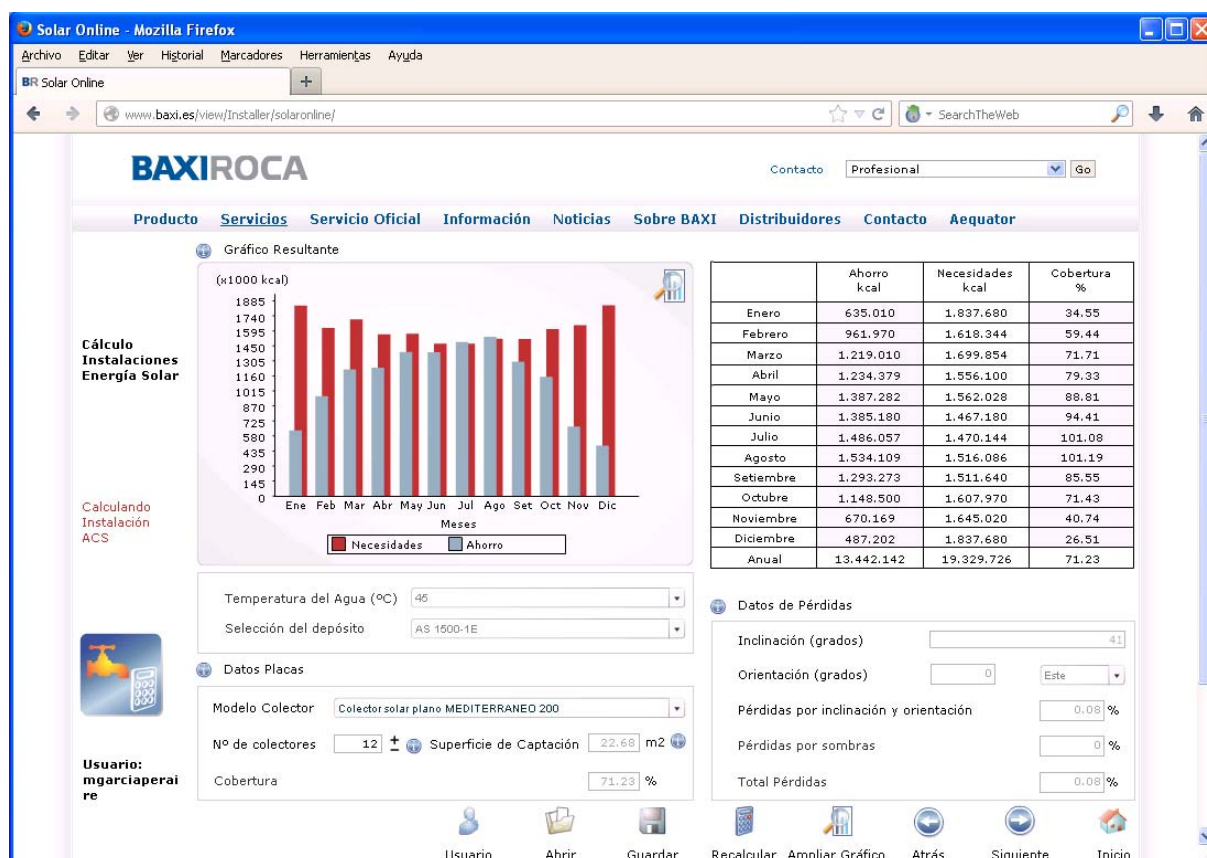 Solar Online - Mozilla Firefox
Archivo Editar Ver Historial Marcadores Herramientas Ayuda
BR Solar Online +
www.baxi.es/view/Installer/solaronline/ SearchTheWeb
BAXIROCA
Contacto Profesional Go
Producto Servicios Servicio Oficial Información Noticias Sobre BAXI Distribuidores Contacto Aequator
Cálculo
Instalaciones
Energía Solar
Calculando
Instalación
ACS
Usuario:
mgarciaperai
re
Gráfico Resultante
(x1000 kcal)
1885
1740
1595
1450
1305
1160
1015
870
725
580
435
290
145
0
Ene Feb Mar Abr May Jun Jul Ago Set Oct Nov Dic
Meses
Necesidades Ahorro
Ahorro kcal Necesidades kcal Cobertura %
Enero 635.010 1.837.680 34.55
Febrero 961.970 1.618.344 59.44
Marzo 1.219.010 1.699.854 71.71
Abril 1.234.379 1.556.100 79.33
Mayo 1.387.282 1.562.028 88.81
Junio 1.385.180 1.467.180 94.41
Julio 1.486.057 1.470.144 101.08
Agosto 1.534.109 1.516.086 101.19
Setiembre 1.293.273 1.511.640 85.55
Octubre 1.148.500 1.607.970 71.43
Noviembre 670.169 1.645.020 40.74
Diciembre 487.202 1.837.680 26.51
Anual 13.442.142 19.329.726 71.23
Temperatura del Agua (ºC) 45
Selección del depósito AS 1500-1E
Datos Placas
Modelo Colector Colector solar plano MEDITERRANEO 200
Nº de colectores 12 ± Superficie de Captación 22.68 m2
Cobertura 71.23 %
Datos de Pérdidas
Inclinación (grados) 41
Orientación (grados) 0 Este
Pérdidas por inclinación y orientación 0.08 %
Pérdidas por sombras 0 %
Total Pérdidas 0.08 %
Usuario Abrir Guardar Recalcular Ampliar Gráfico Atrás Siguiente Inicio